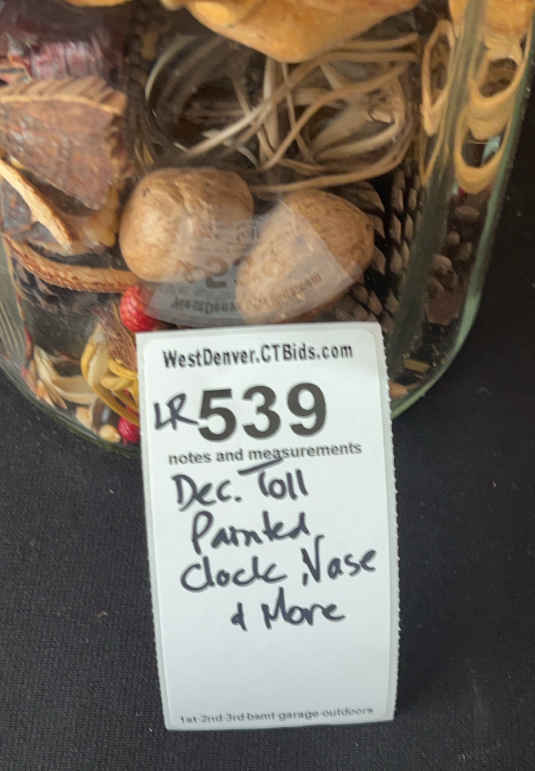 WestDenver.CTBids.com
LR 539
notes and measurements
Dec. Toll
Painted
Clock, Vase
& More
1st-2nd-3rd-bsmt-garage-outdoors